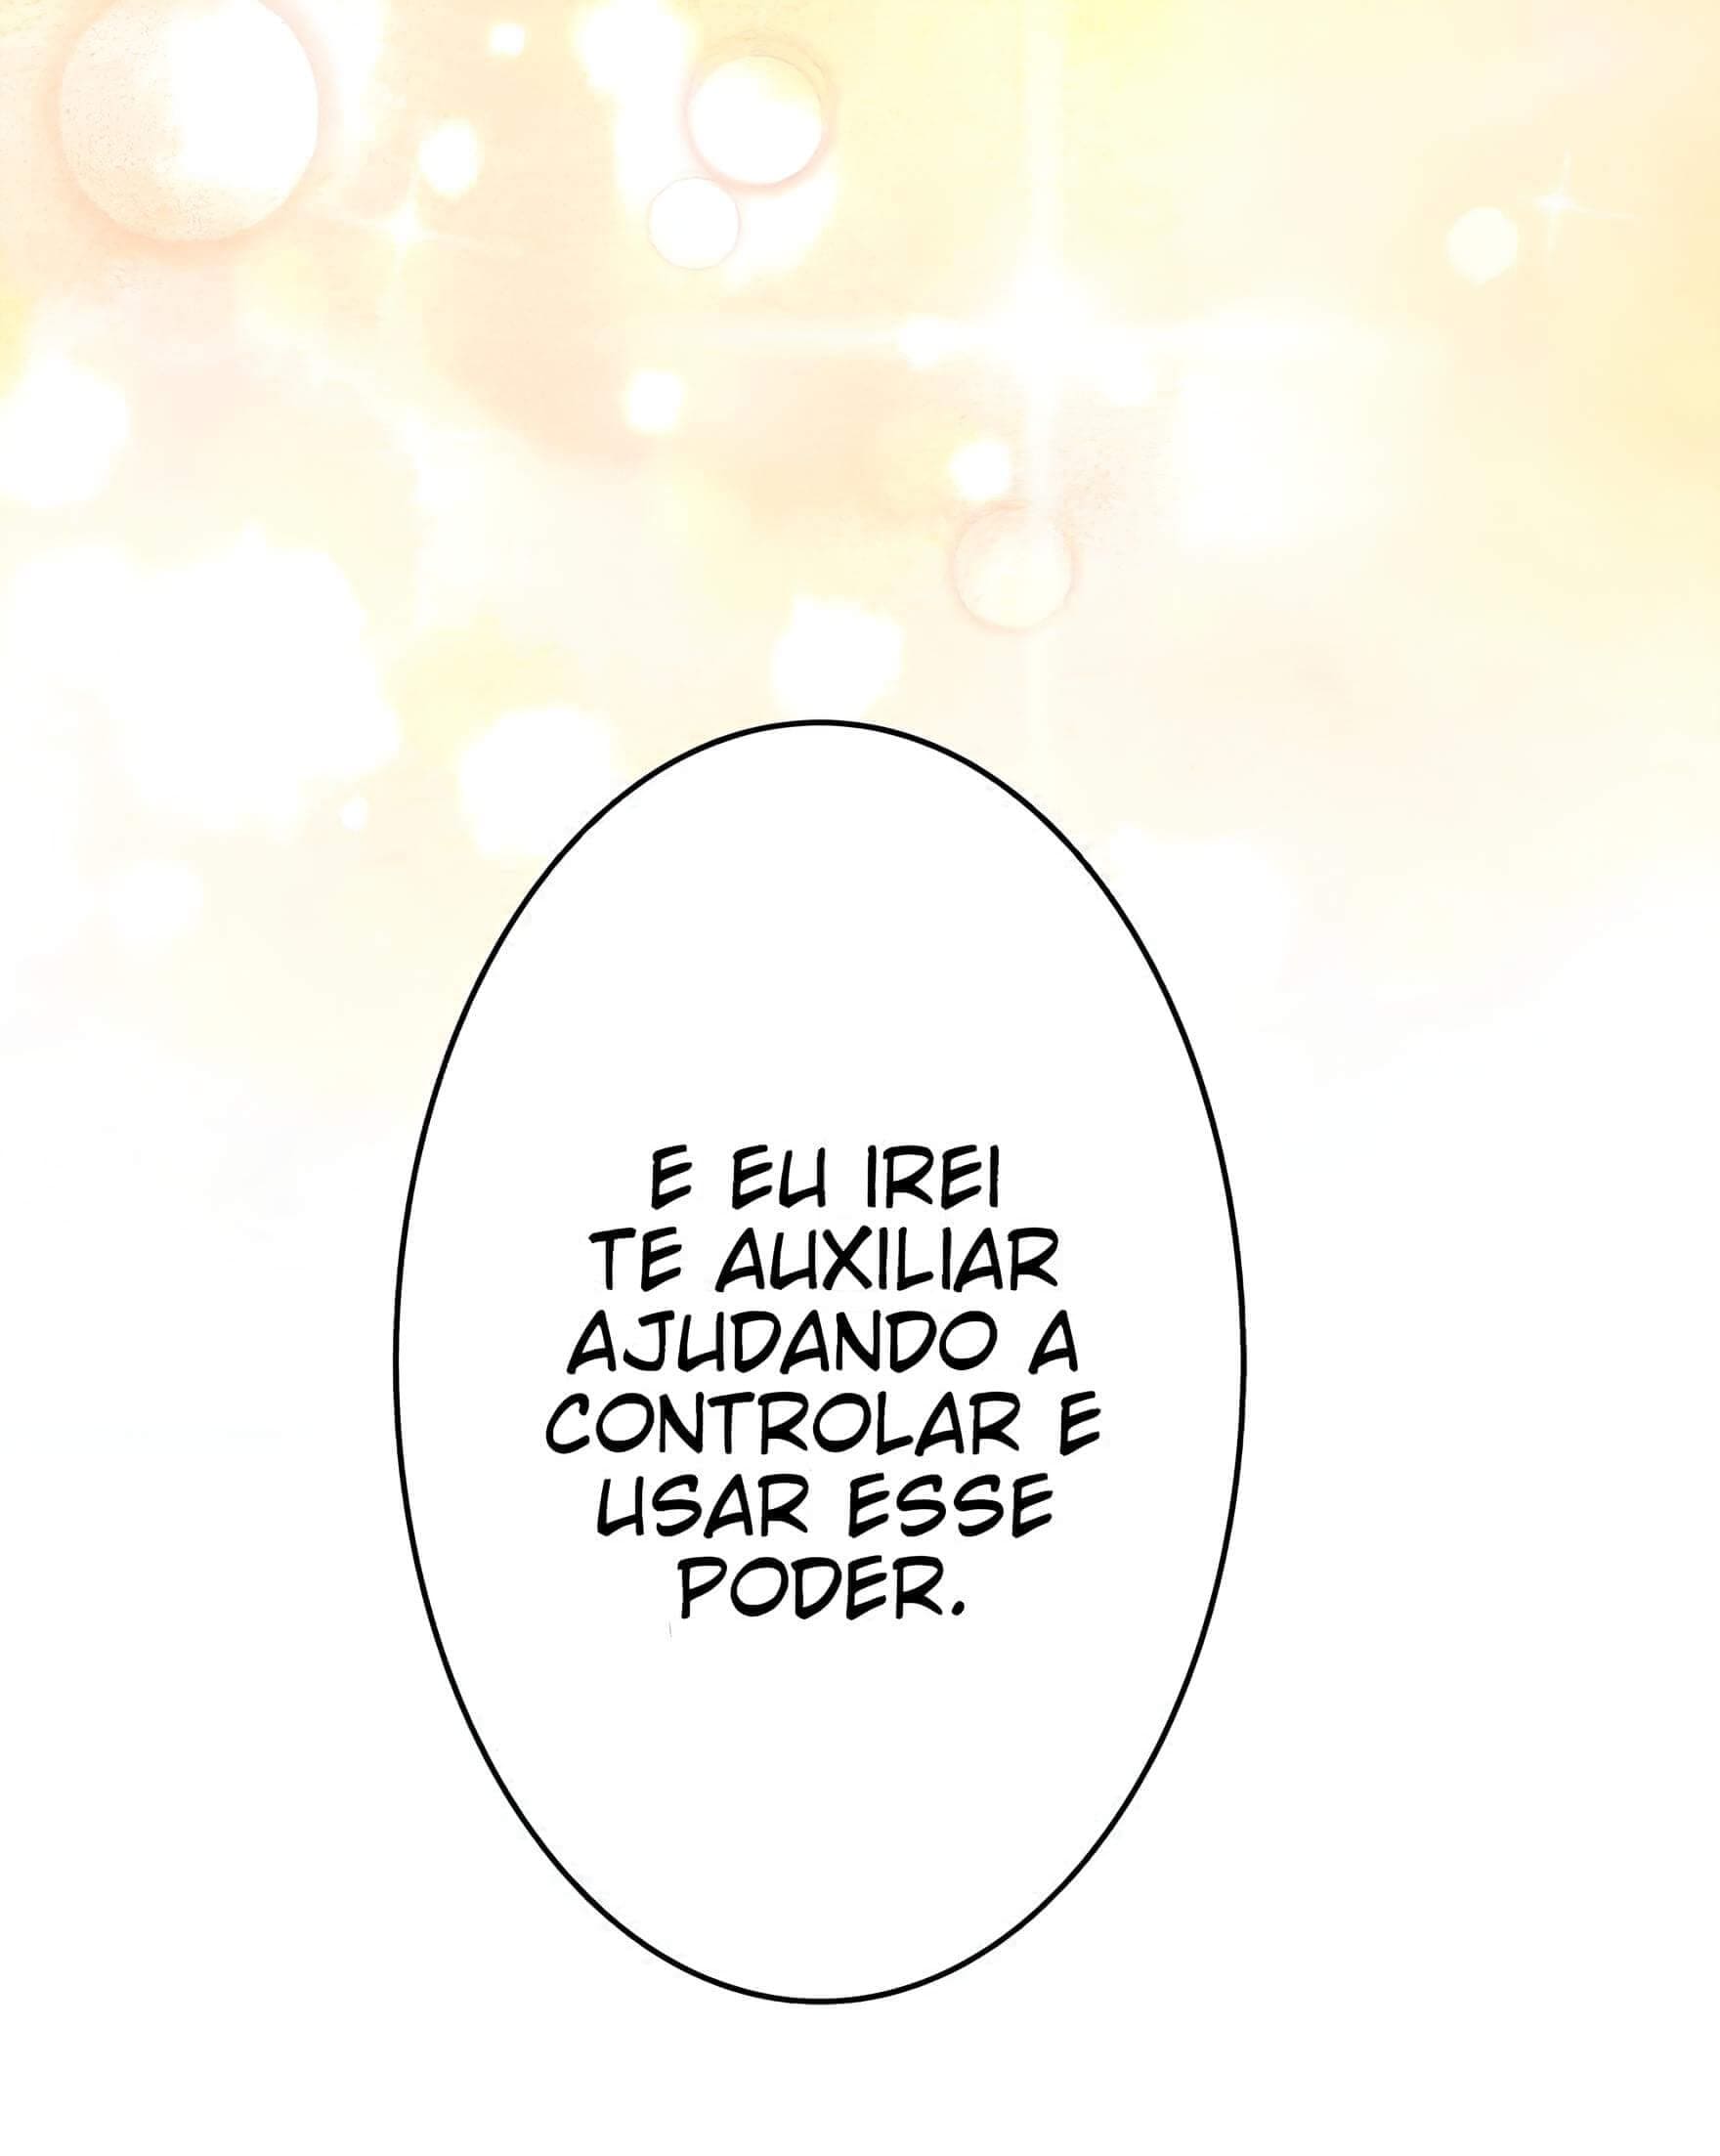 E EU IREI
TE AUXILIAR
AJUDANDO A
CONTROLAR E
USAR ESSE
PODER.